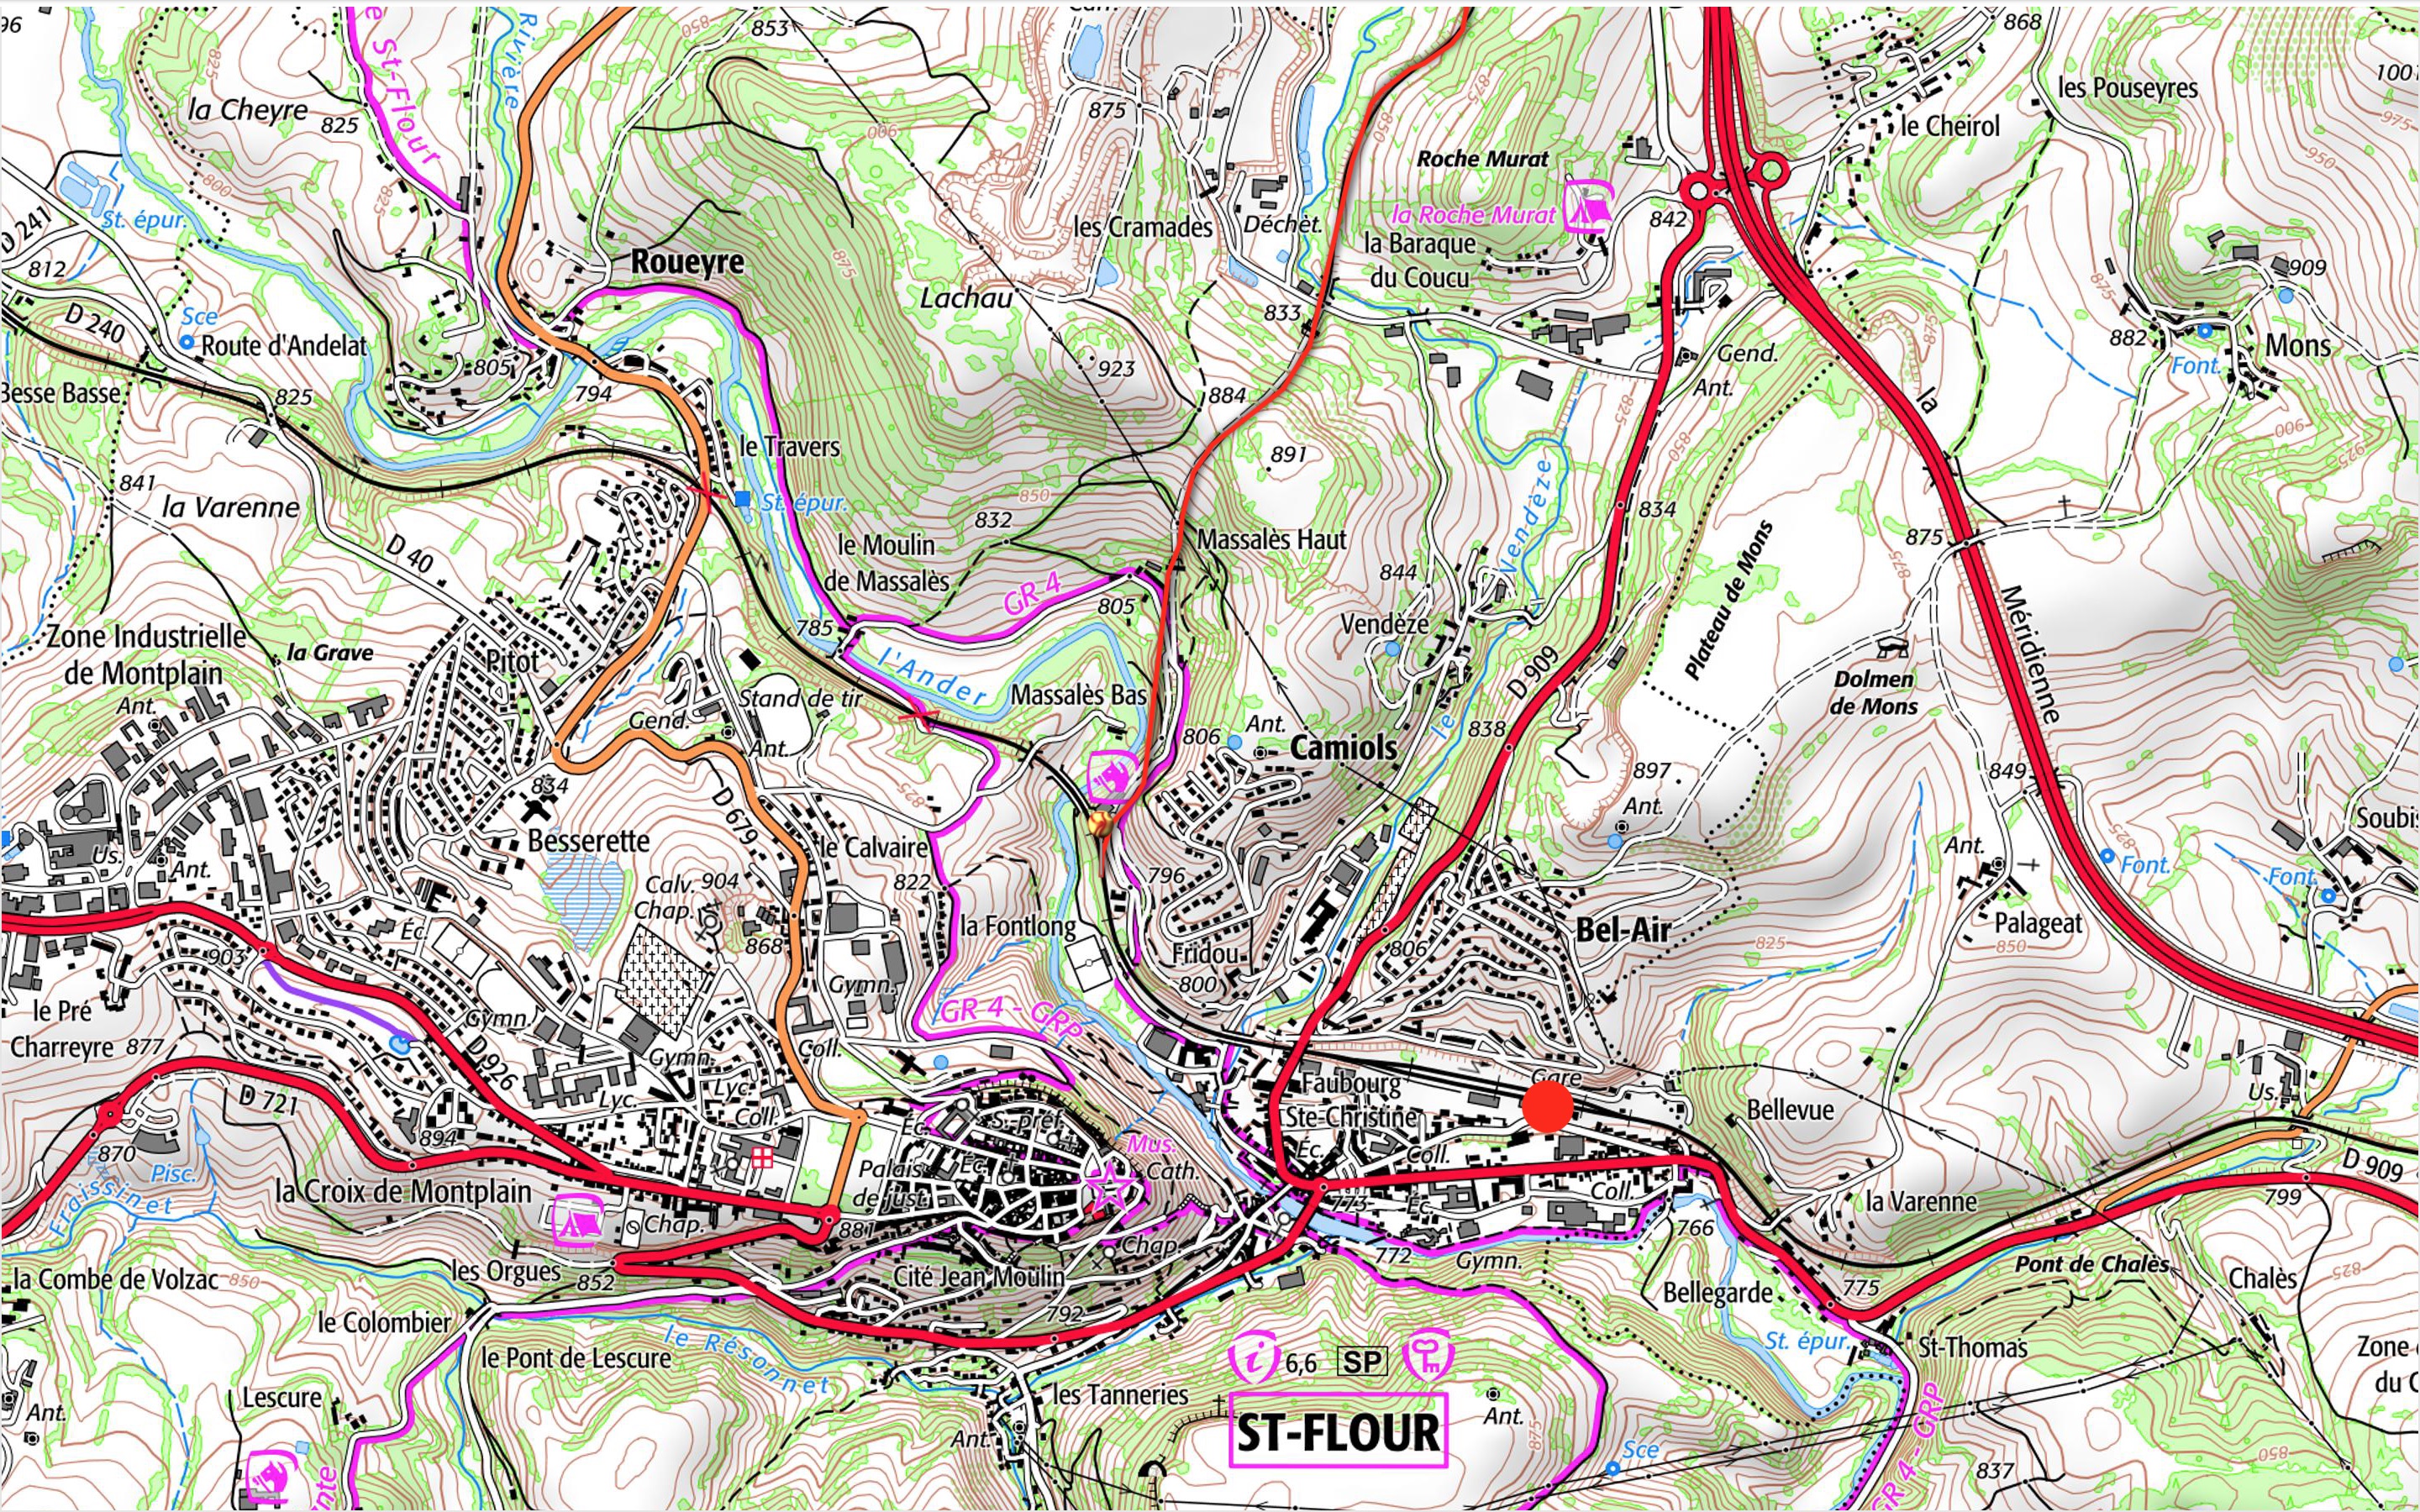 96
le St-Flour
Rivière
850
853
Carr.
868
les Pouseyres
1001
la Cheyre
825
825
875
875
850
le Cheirol
975
900
Roche Murat
950
800
825
St. épur.
D 241
la Roche Murat
842
les Cramades
Déchèt.
la Baraque
du Coucu
812
Roueyre
875
Lachau
833
909
875
D 240
Sce
Route d'Andelat
805
794
923
884
Gend.
Ant.
875
882
Font.
Mons
Besse Basse
825
la
825
850
900
925
le Travers
891
841
la Varenne
St. épur.
850
832
834
Vendèze
D 40
le Moulin
de Massalès
Massalès Haut
875
875
844
Plateau de Mons
Méridienne
GR 4
805
Zone Industrielle
de Montplain
la Grave
785
Vendèze
Pitot
l'Ander
D 909
Ant.
Stand de tir
Massalès Bas
Dolmen
de Mons
Gend.
Ant.
806
Ant.
Camiols
le
838
834
825
897
849
D 679
Ant.
825
Soubi
Us.
Ant.
Besserette
le Calvaire
Ant.
Font.
Font.
Calv. 904
Chap.
822
796
Éc.
868
la Fontlong
Bel-Air
Palageat
903
Fridou
806
825
850
le Pré
Charreyre
877
Gymn.
800
Gymn.
GR 4 - GRP
D 926
Gymn.
Coll.
Us.
D 721
Lyc.
Lyc.
Coll.
Faubourg
Ste-Christine
Gare
Bellevue
894
Éc.
S.-préf.
Mus.
Éc.
Coll.
870
Pisc.
Palais
de just.
Éc.
Cath.
D 909
Fraissinet
la Croix de Montplain
Coll.
773
Éc.
la Varenne
799
Chap.
881
766
Chap.
772
Gymn.
la Combe de Volzac
850
les Orgues
852
Cité Jean Moulin
Pont de Chalès
Chalès
825
Bellegarde
775
le Colombier
792
le Résonnet
St. épur.
St-Thomas
le Pont de Lescure
6,6
SP
Zone
du C
Lescure
les Tanneries
Ant.
Ant.
ST-FLOUR
Ant.
875
Sce
850
837
GR 4 - GRP
nte